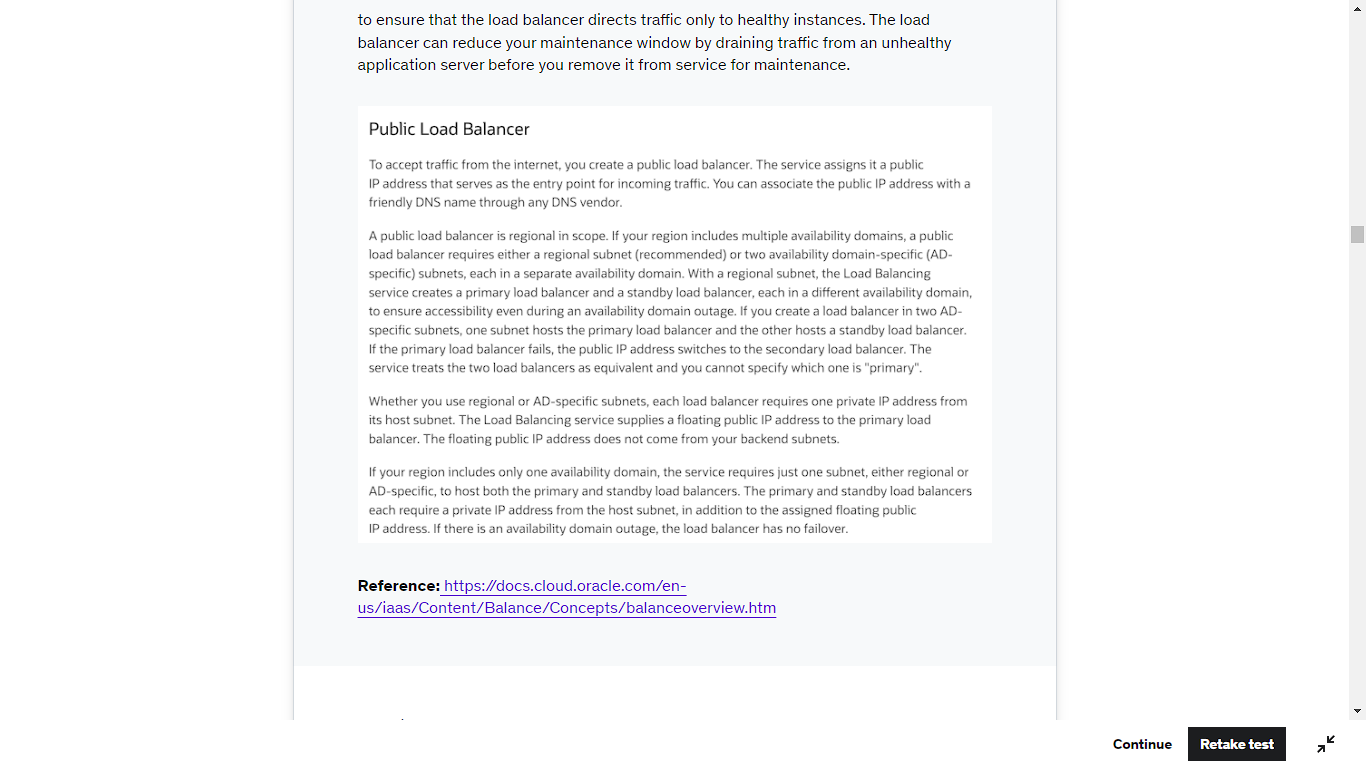 to ensure that the load balancer directs traffic only to healthy instances. The load
balancer can reduce your maintenance window by draining traffic from an unhealthy
application server before you remove it from service for maintenance.
Public Load Balancer
To accept traffic from the internet, you create a public load balancer. The service assigns it a public
IP address that serves as the entry point for incoming traffic. You can associate the public IP address with a
friendly DNS name through any DNS vendor.
A public load balancer is regional in scope. If your region includes multiple availability domains, a public
load balancer requires either a regional subnet (recommended) or two availability domain-specific (AD-
specific) subnets, each in a separate availability domain. With a regional subnet, the Load Balancing
service creates a primary load balancer and a standby load balancer, each in a different availability domain,
to ensure accessibility even during an availability domain outage. If you create a load balancer in two AD-
specific subnets, one subnet hosts the primary load balancer and the other hosts a standby load balancer.
If the primary load balancer fails, the public IP address switches to the secondary load balancer. The
service treats the two load balancers as equivalent and you cannot specify which one is "primary".
Whether you use regional or AD-specific subnets, each load balancer requires one private IP address from
its host subnet. The Load Balancing service supplies a floating public IP address to the primary load
balancer. The floating public IP address does not come from your backend subnets.
If your region includes only one availability domain, the service requires just one subnet, either regional or
AD-specific, to host both the primary and standby load balancers. The primary and standby load balancers
each require a private IP address from the host subnet, in addition to the assigned floating public
IP address. If there is an availability domain outage, the load balancer has no failover.
Reference: https://docs.cloud.oracle.com/en-
us/iaas/Content/Balance/Concepts/balanceoverview.htm
Continue
Retake test